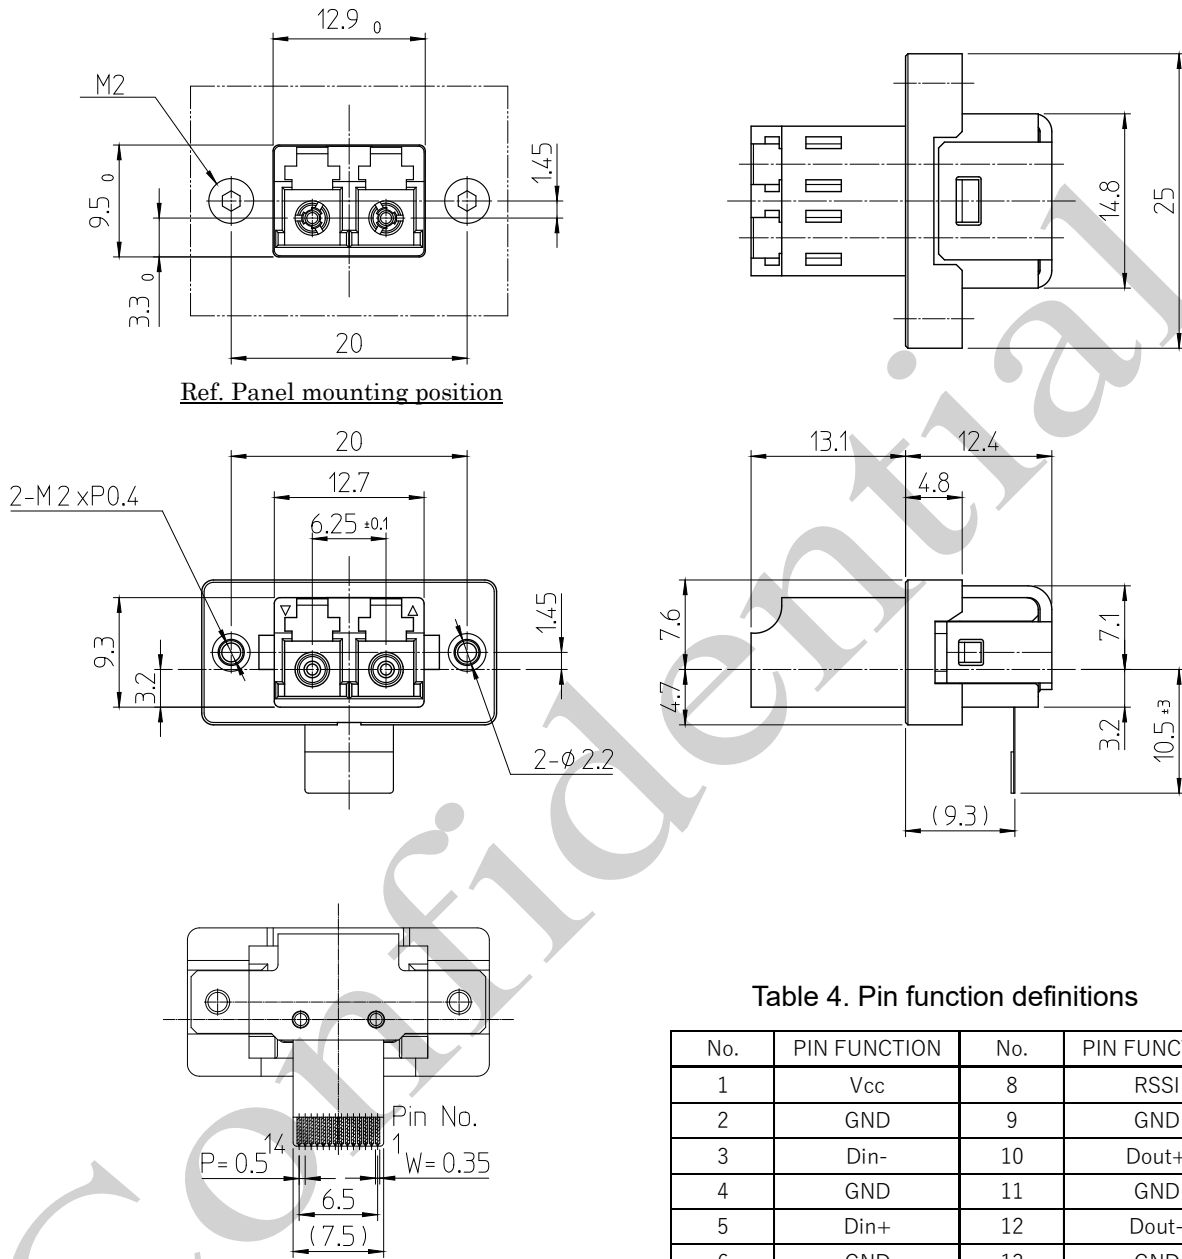 12.9 0
M2
9.5 0
1.45
3.3 0
20
Ref. Panel mounting position
14.8
25
20
12.7
6.25 ±0.1
2-M2xP0.4
9.3
3.2
1.45
2-φ2.2
13.1
12.4
4.8
7.6
4.7
7.1
3.2
10.5 ±3
(9.3)
Pin No.
14
1
P=0.5
W=0.35
6.5
(7.5)
Table 4. Pin function definitions
No. PIN FUNCTION No. PIN FUNC
1 Vcc 8 RSSI
2 GND 9 GND
3 Din- 10 Dout+
4 GND 11 GND
5 Din+ 12 Dout-
6 GND 13 GND
Confidential